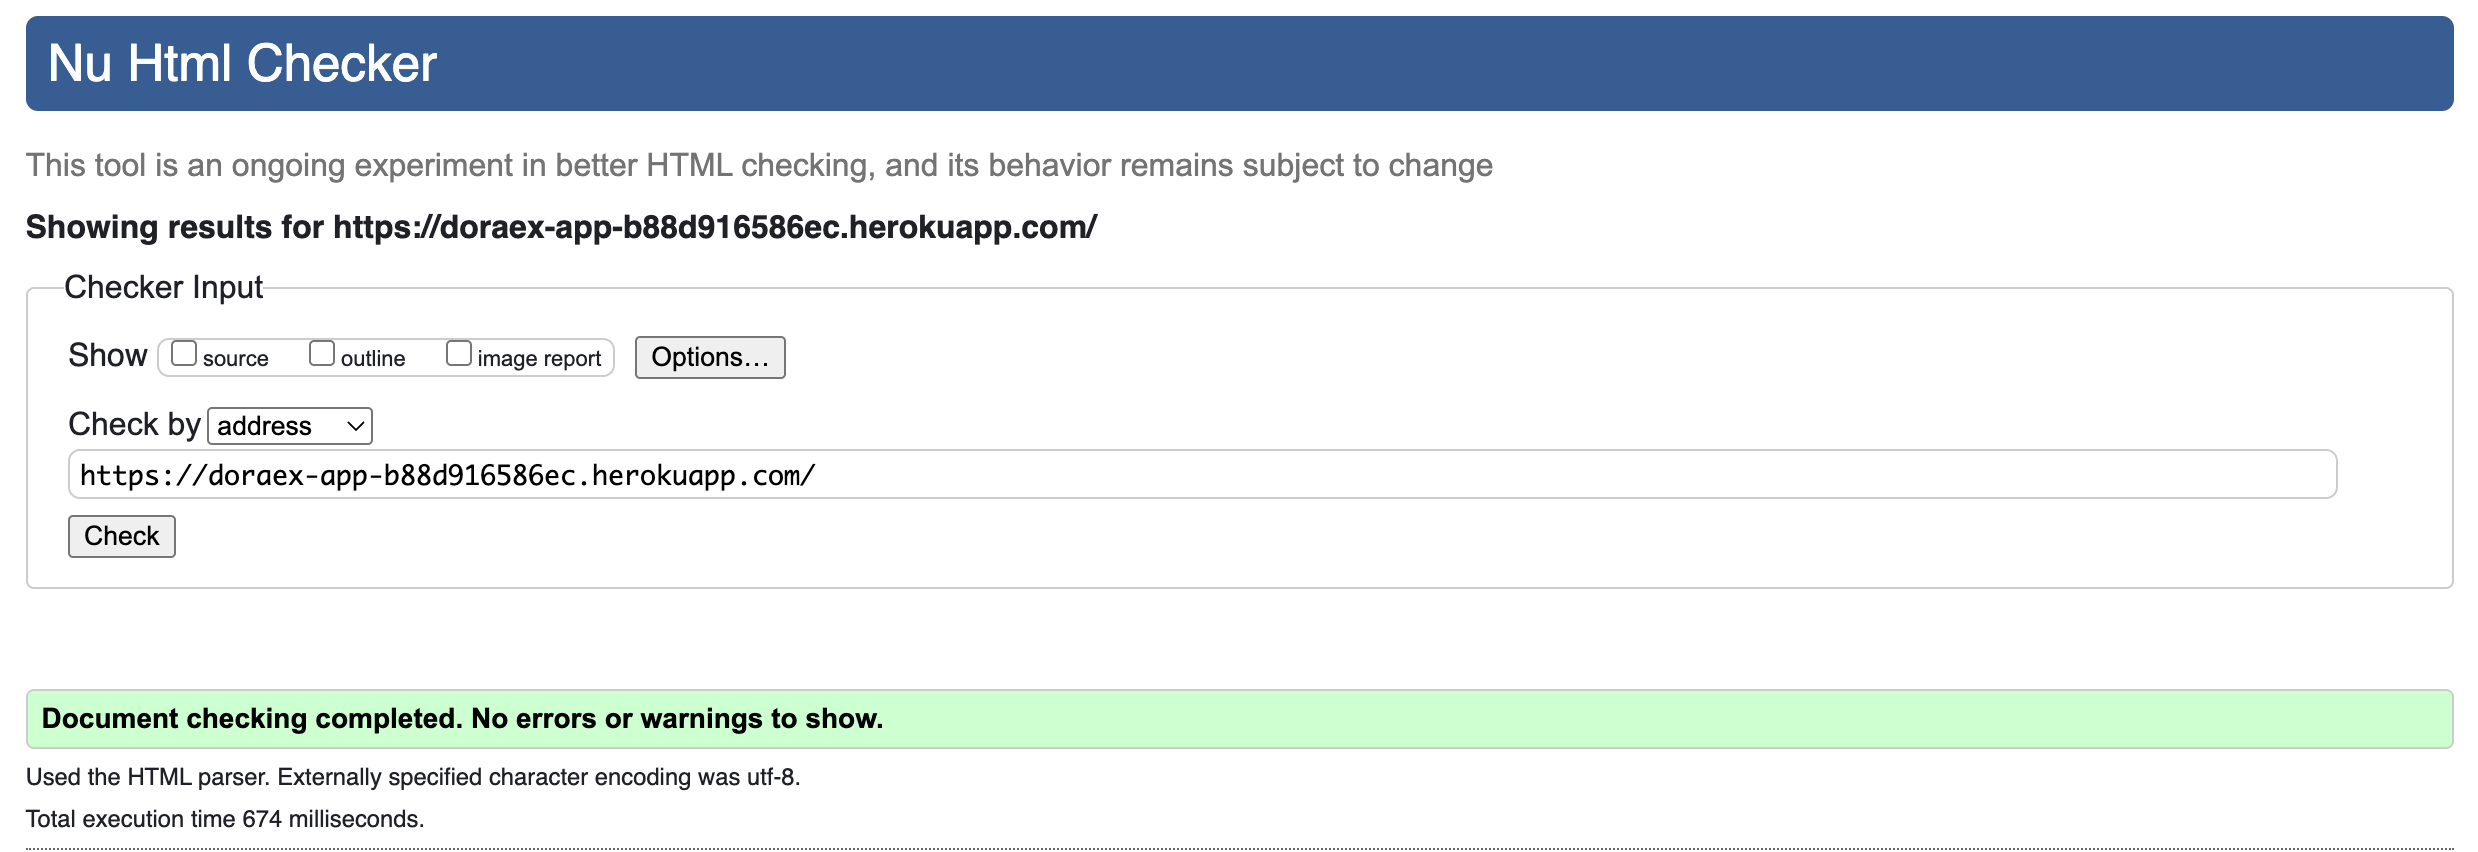 Nu Html Checker
This tool is an ongoing experiment in better HTML checking, and its behavior remains subject to change
Showing results for https://doraex-app-b88d916586ec.herokuapp.com/
Checker Input
Show source outline image report Options...
Check by address
https://doraex-app-b88d916586ec.herokuapp.com/
Check
Document checking completed. No errors or warnings to show.
Used the HTML parser. Externally specified character encoding was utf-8.
Total execution time 674 milliseconds.